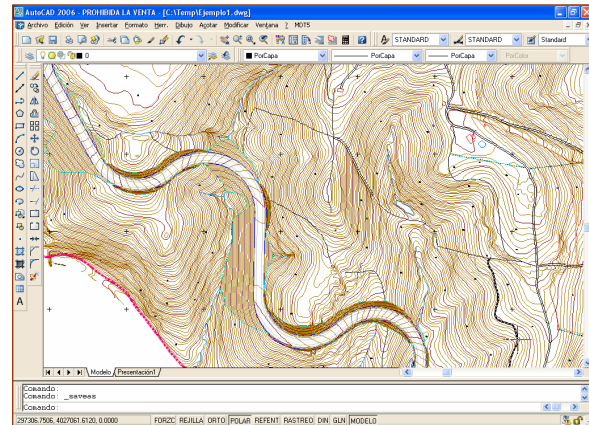 AutoCAD 2006 - PROHIBIDA LA VENTA - [C:\Temp\Ejemplo1.dwg]
Archivo Edición Ver Insertar Formato Herr. Dibujo Acotar Modificar Ventana ? MDT5
STANDARD STANDARD Standard
0 PorCapa PorCapa PorCapa PorColor
A
Modelo Presentación1
Comando:
Comando: _saveas
Comando:
297306.7506, 4027061.6120, 0.0000 FORZC REJILLA ORTO POLAR REFENT RASTREO DIN GLN MODELO